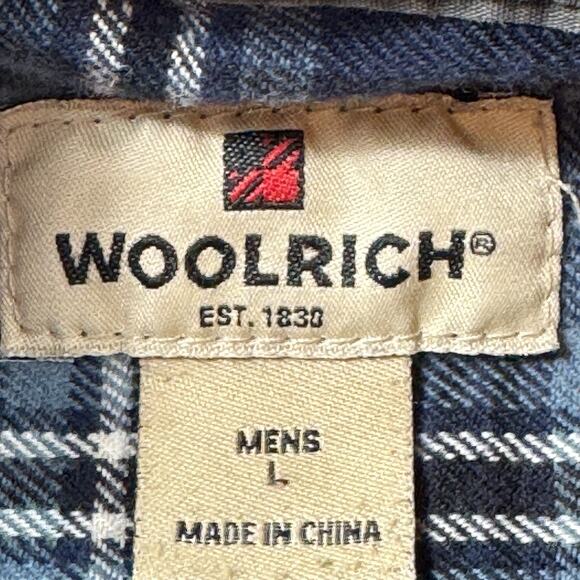 WOOLRICH®
EST. 1830
MENS
L
MADE IN CHINA